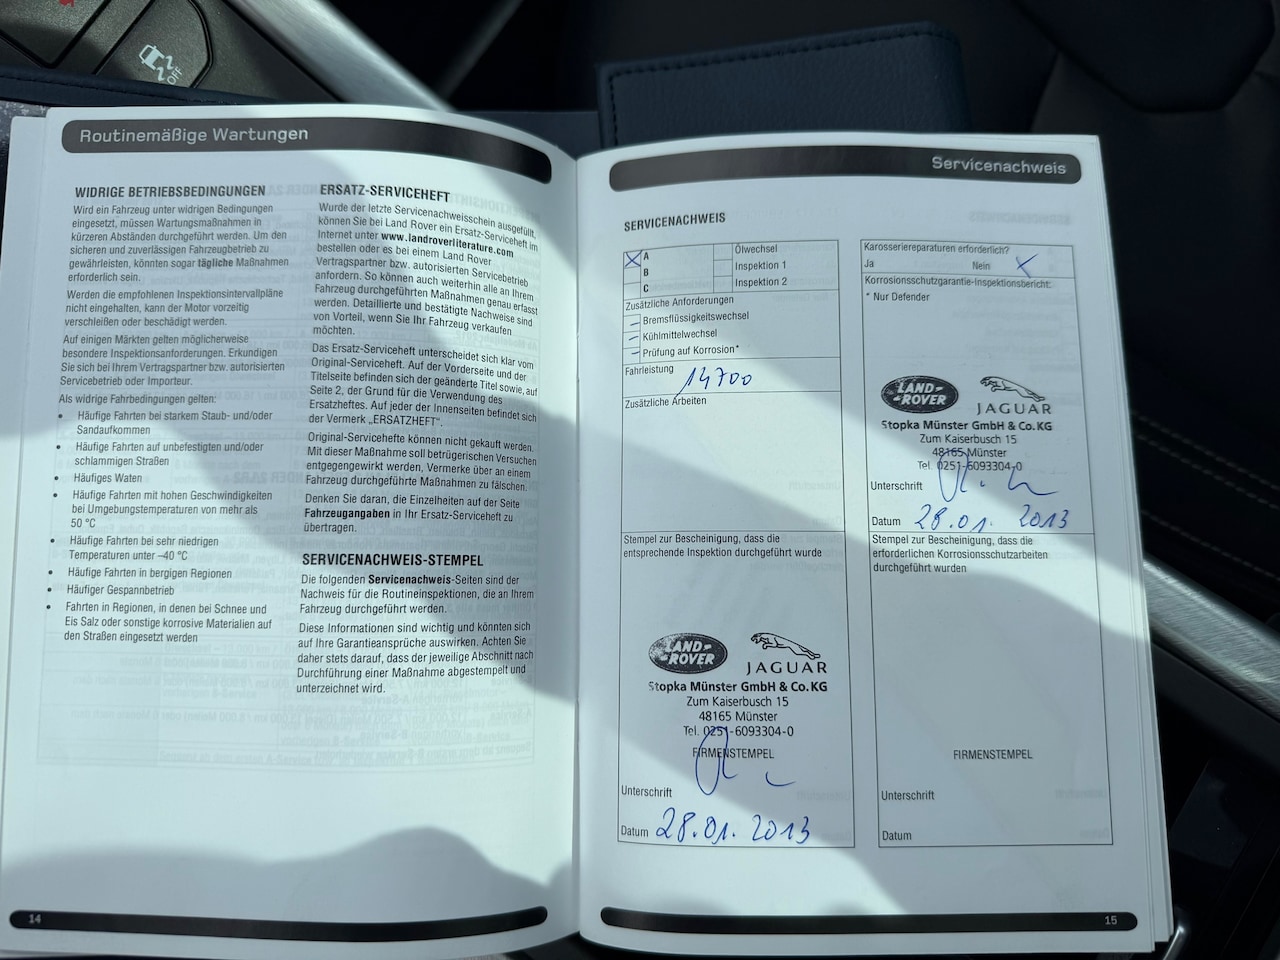 OFF
Routinemäßige Wartungen
WIDRIGE BETRIEBSBEDINGUNGEN
Wird ein Fahrzeug unter widrigen Bedingungen
eingesetzt, müssen Wartungsmaßnahmen in
kürzeren Abständen durchgeführt werden. Um den
sicheren und zuverlässigen Fahrzeugbetrieb zu
gewährleisten, könnten sogar tägliche Maßnahmen
erforderlich sein.
Werden die empfohlenen Inspektionsintervallpläne
nicht eingehalten, kann der Motor vorzeitig
verschleißen oder beschädigt werden.
Auf einigen Märkten gelten möglicherweise
besondere Inspektionsanforderungen. Erkundigen
Sie sich bei Ihrem Vertragspartner bzw. autorisierten
Servicebetrieb oder Importeur.
Als widrige Fahrbedingungen gelten:
• Häufige Fahrten bei starkem Staub- und/oder
Sandaufkommen
• Häufige Fahrten auf unbefestigten und/oder
schlammigen Straßen
• Häufiges Waten
• Häufige Fahrten mit hohen Geschwindigkeiten
bei Umgebungstemperaturen von mehr als
50 °C
• Häufige Fahrten bei sehr niedrigen
Temperaturen unter –40 °C
• Häufige Fahrten in bergigen Regionen
• Häufiger Gespannbetrieb
• Fahrten in Regionen, in denen bei Schnee und
Eis Salz oder sonstige korrosive Materialien auf
den Straßen eingesetzt werden
ERSATZ-SERVICEHEFT
Wurde der letzte Servicenachweisschein ausgefüllt,
können Sie bei Land Rover ein Ersatz-Serviceheft im
Internet unter www.landroverliterature.com
bestellen oder es bei einem Land Rover
Vertragspartner bzw. autorisierten Servicebetrieb
anfordern. So können auch weiterhin alle an Ihrem
Fahrzeug durchgeführten Maßnahmen genau erfasst
werden. Detaillierte und bestätigte Nachweise sind
von Vorteil, wenn Sie Ihr Fahrzeug verkaufen
möchten.
Das Ersatz-Serviceheft unterscheidet sich klar vom
Original-Serviceheft. Auf der Vorderseite und der
Titelseite befinden sich der geänderte Titel sowie, auf
Seite 2, der Grund für die Verwendung des
Ersatzheftes. Auf jeder der Innenseiten befindet sich
der Vermerk „ERSATZHEFT".
Original-Servicehefte können nicht gekauft werden.
Mit dieser Maßnahme soll betrügerischen Versuchen
entgegengewirkt werden, Vermerke über an einem
Fahrzeug durchgeführte Maßnahmen zu fälschen.
Denken Sie daran, die Einzelheiten auf der Seite
Fahrzeugangaben in Ihr Ersatz-Serviceheft zu
übertragen.
SERVICENACHWEIS-STEMPEL
Die folgenden Servicenachweis-Seiten sind der
Nachweis für die Routineinspektionen, die an Ihrem
Fahrzeug durchgeführt werden.
Diese Informationen sind wichtig und könnten sich
auf Ihre Garantieansprüche auswirken. Achten Sie
daher stets darauf, dass der jeweilige Abschnitt nach
Durchführung einer Maßnahme abgestempelt und
unterzeichnet wird.
14
Servicenachweis
SERVICENACHWEIS
X A Ölwechsel
B Inspektion 1
C Inspektion 2
Zusätzliche Anforderungen
– Bremsflüssigkeitswechsel
– Kühlmittelwechsel
– Prüfung auf Korrosion*
Fahrleistung
14700
Zusätzliche Arbeiten
Stempel zur Bescheinigung, dass die
entsprechende Inspektion durchgeführt wurde
LAND-
ROVER
JAGUAR
Stopka Münster GmbH & Co. KG
Zum Kaiserbusch 15
48165 Münster
Tel. 0251-6093304-0
FIRMENSTEMPEL
Unterschrift
Datum 28.01. 2013
Karosseriereparaturen erforderlich?
Ja Nein X
Korrosionsschutzgarantie-Inspektionsbericht:
* Nur Defender
LAND-
ROVER
JAGUAR
Stopka Münster GmbH & Co. KG
Zum Kaiserbusch 15
48165 Münster
Tel. 0251-6093304-0
Unterschrift
Datum 28.01. 2013
Stempel zur Bescheinigung, dass die
erforderlichen Korrosionsschutzarbeiten
durchgeführt wurden
FIRMENSTEMPEL
Unterschrift
Datum
15